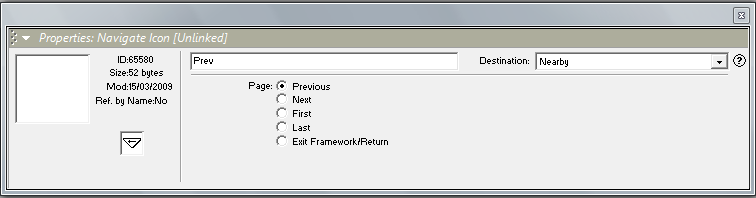 Properties: Navigate Icon [Unlinked]
ID:65580
Size:52 bytes
Mod:15/03/2009
Ref. by Name:No
Prev
Destination: Nearby
Page: Previous
Next
First
Last
Exit Framework/Return